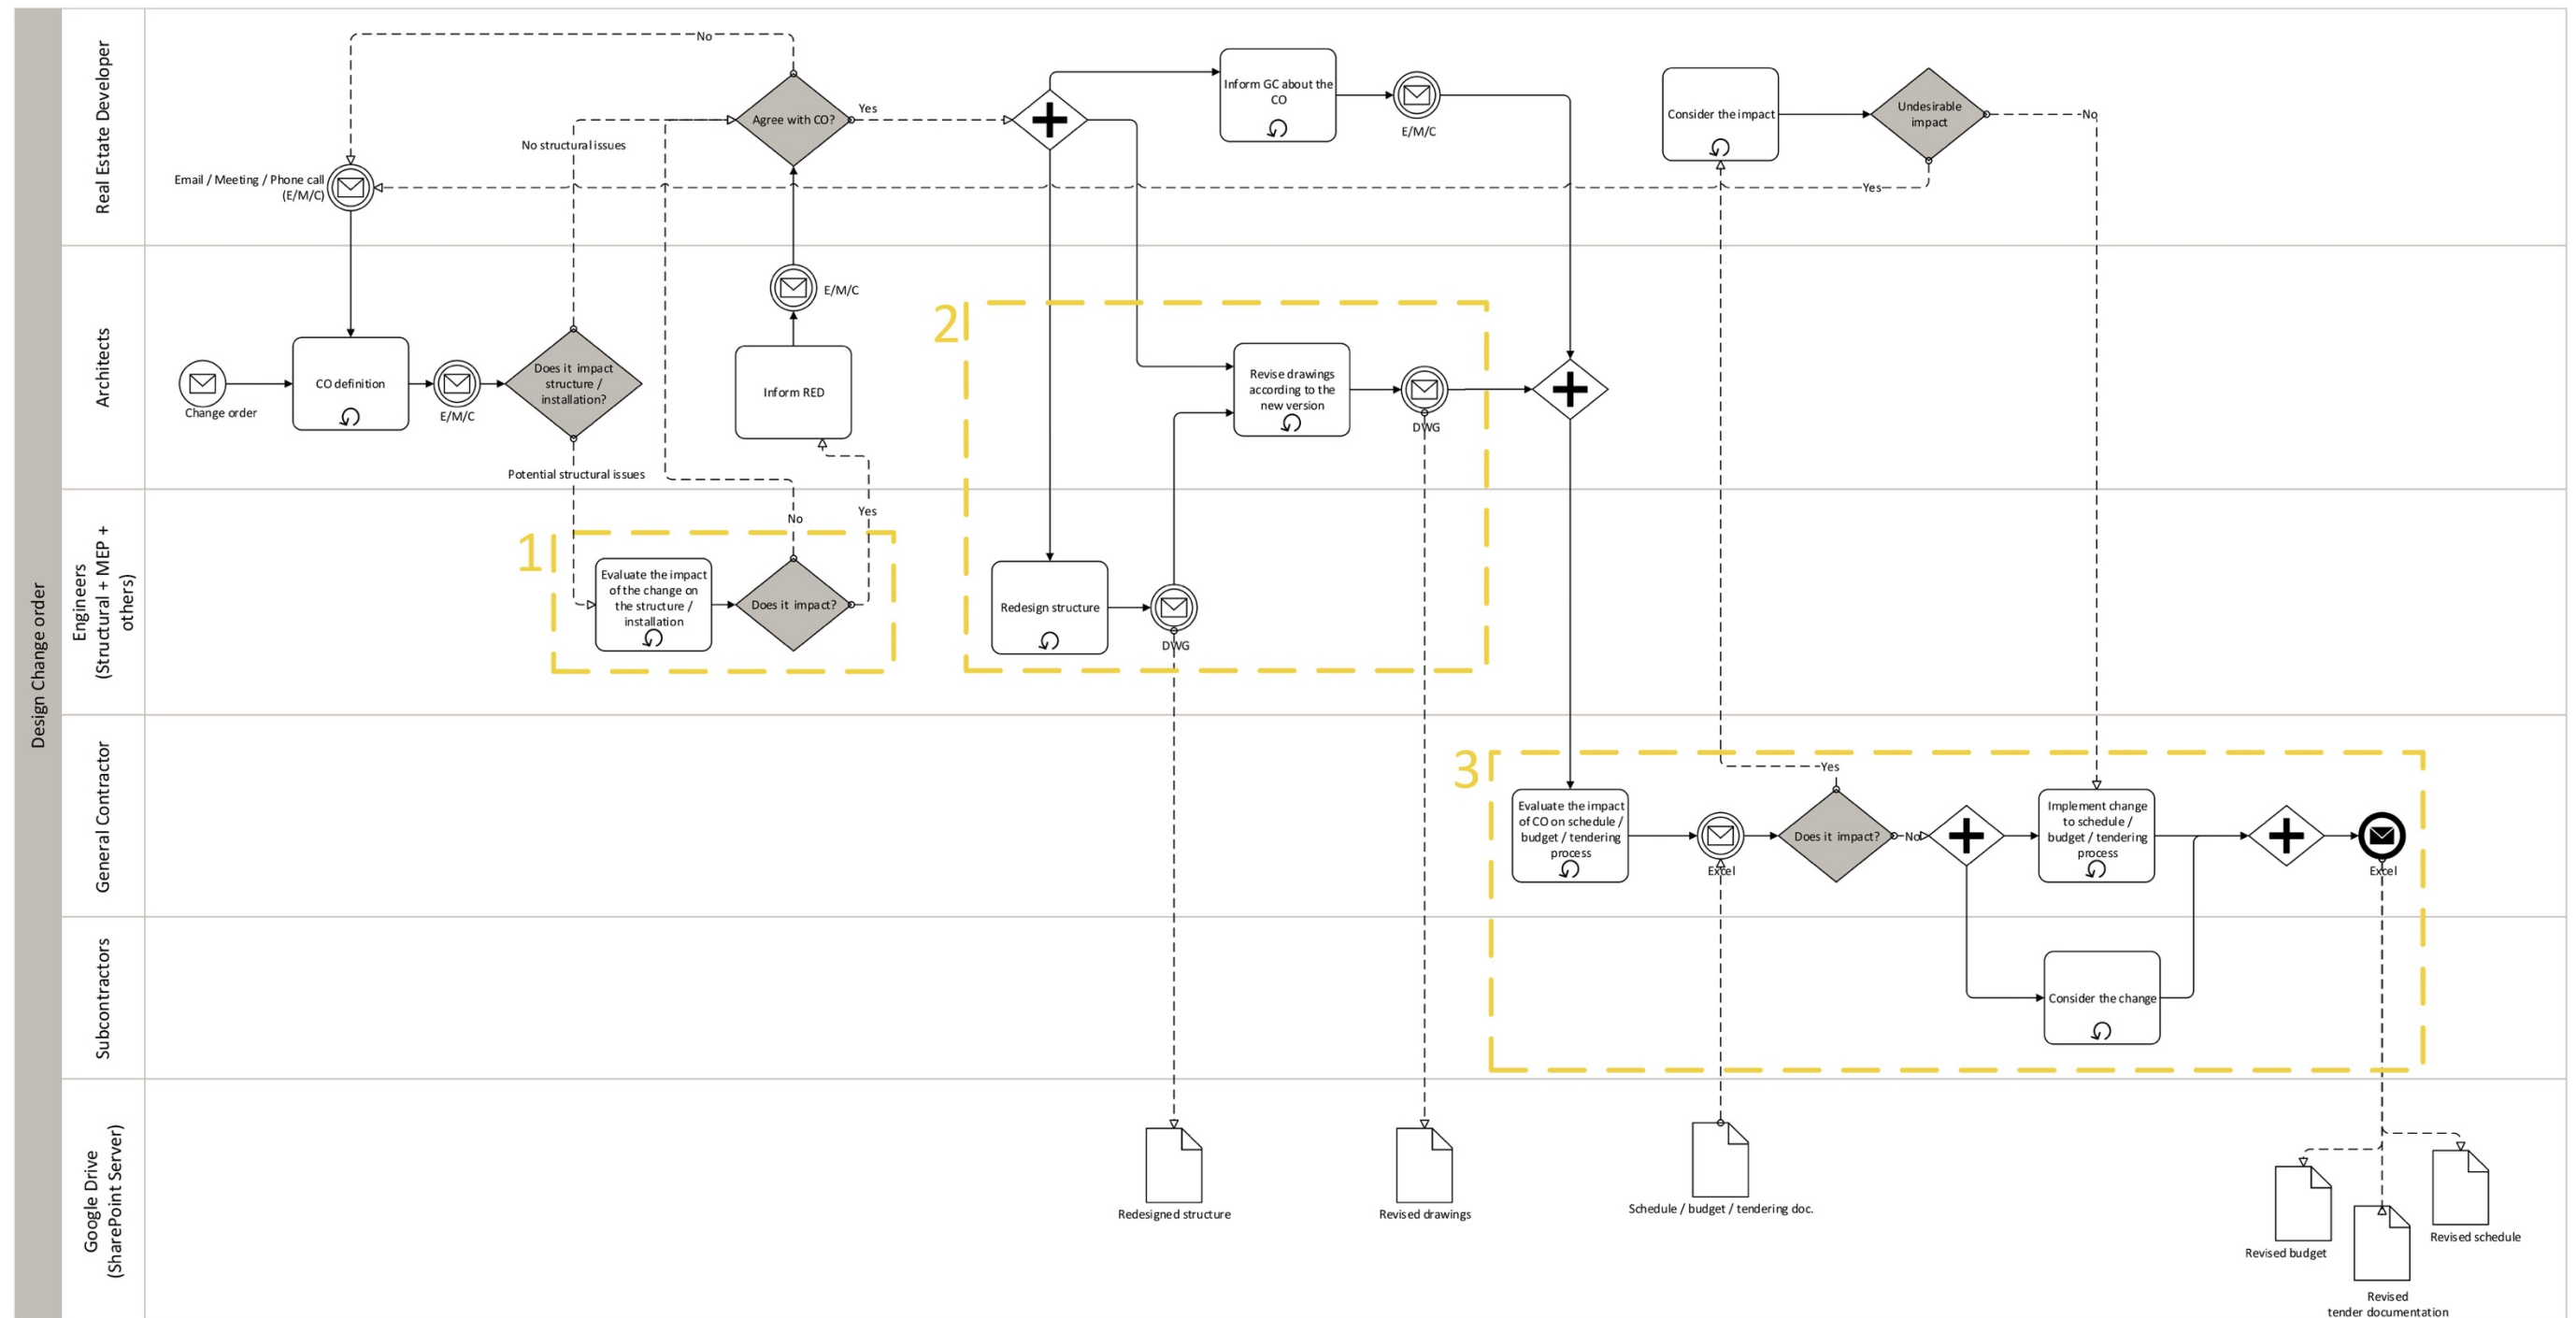 Design Change order
Real Estate Developer
No
Agree with CO?
Yes
No structural issues
Email / Meeting / Phone call
(E/M/C)
Inform GC about the
CO
E/M/C
Consider the impact
Undesirable
impact
No
Yes
Architects
Change order
CO definition
E/M/C
Does it impact
structure /
installation?
Potential structural issues
E/M/C
Inform RED
2
Revise drawings
according to the
new version
DWG
Engineers
(Structural + MEP +
others)
1
Evaluate the impact
of the change on
the structure /
installation
No
Yes
Does it impact?
Redesign structure
DWG
General Contractor
3
Evaluate the impact
of CO on schedule /
budget / tendering
process
Excel
Yes
Does it impact?
No
Implement change
to schedule /
budget / tendering
process
Excel
Subcontractors
Consider the change
Google Drive
(SharePoint Server)
Redesigned structure
Revised drawings
Schedule / budget / tendering doc.
Revised budget
Revised schedule
Revised
tender documentation